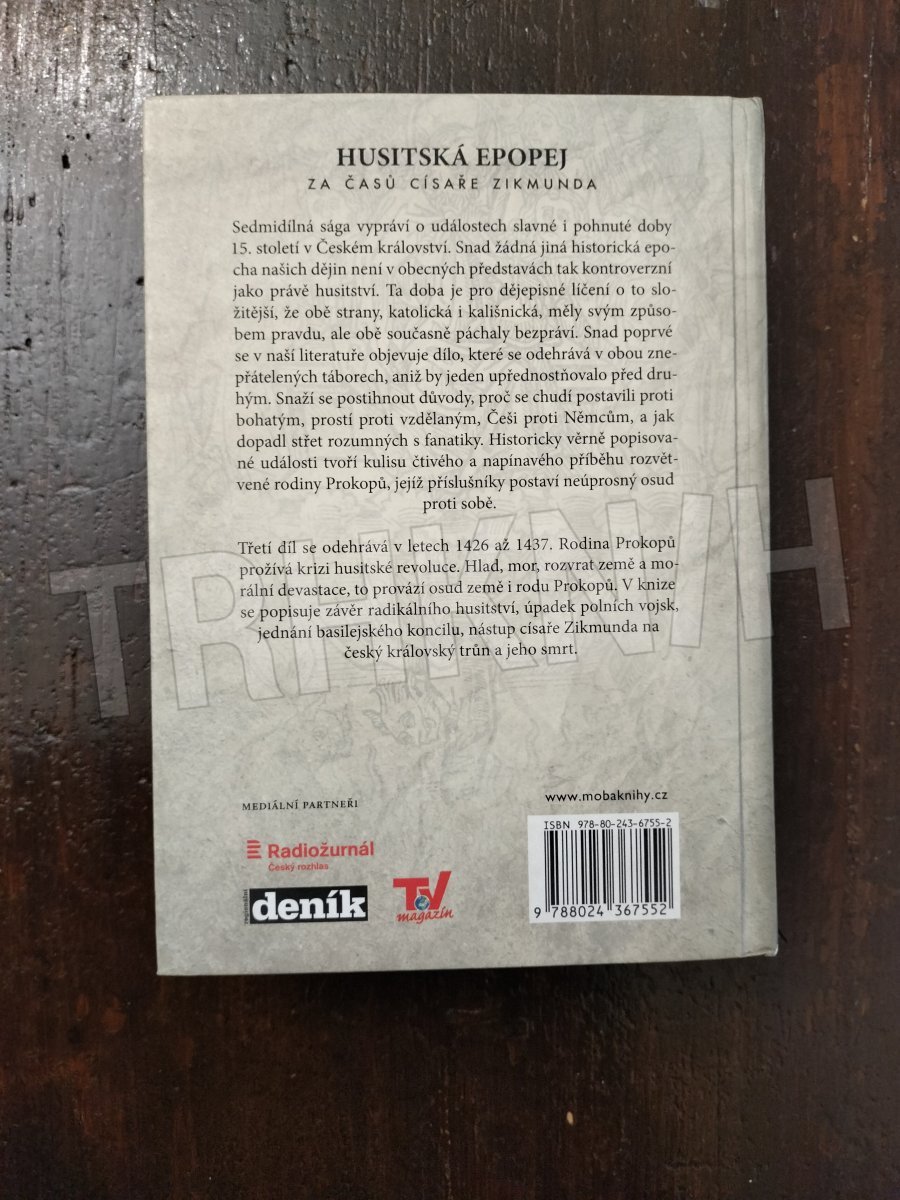 HUSITSKÁ EPOPEJ
ZA ČASŮ CÍSAŘE ZIKMUNDA
Sedmidílná sága vypráví o událostech slavné i pohnuté doby
15. století v Českém království. Snad žádná jiná historická epo-
cha našich dějin není v obecných představách tak kontroverzní
jako právě husitství. Ta doba je pro dějepisné líčení o to slo-
žitější, že obě strany, katolická i kališnická, měly svým způso-
bem pravdu, ale obě současně páchaly bezpráví. Snad poprvé
se v naší literatuře objevuje dílo, které se odehrává v obou zne-
přátelených táborech, aniž by jeden upřednostňovalo před dru-
hým. Snaží se postihnout důvody, proč se chudí postavili proti
bohatým, prostí proti vzdělaným, Češi proti Němcům, a jak
dopadl střet rozumných s fanatiky. Historicky věrně popisova-
né události tvoří kulisu čtivého a napínavého příběhu rozvět-
vené rodiny Prokopů, jejíž příslušníky postaví neúprosný osud
proti sobě.
Třetí díl se odehrává v letech 1426 až 1437. Rodina Prokopů
prožívá krizi husitské revoluce. Hlad, mor, rozvrat země a mo-
rální devastace, to provází osud země i rodu Prokopů. V knize
se popisuje závěr radikálního husitství, úpadek polních vojsk,
jednání basilejského koncilu, nástup císaře Zikmunda na
český královský trůn a jeho smrt.
TRHKNIH
MEDIÁLNÍ PARTNEŘI
www.mobaknihy.cz
ISBN 978-80-243-6755-2
Radiožurnál
Český rozhlas
regionální
deník
TV
magazín
9 788024 367552